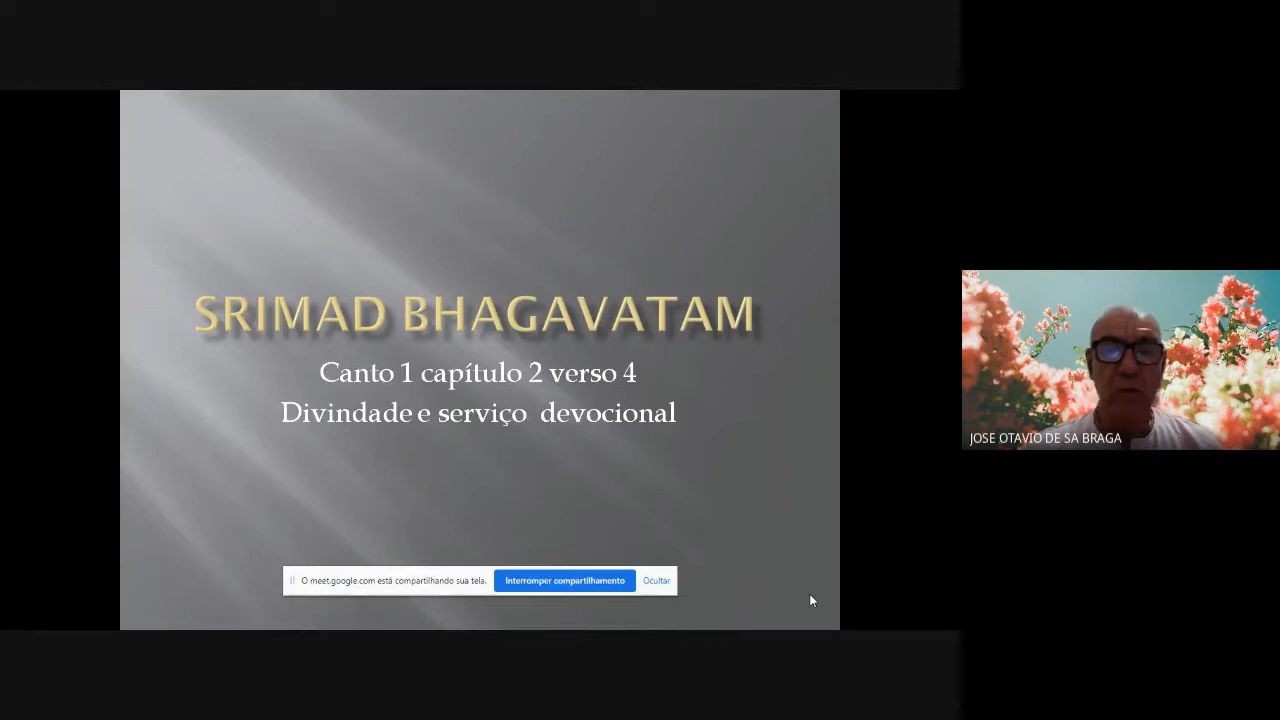 SRIMAD BHAGAVATAM
Canto 1 capítulo 2 verso 4
Divindade e serviço devocional
O meet.google.com está compartilhando sua tela. Interromper compartilhamento Ocultar
JOSE OTAVIO DE SA BRAGA